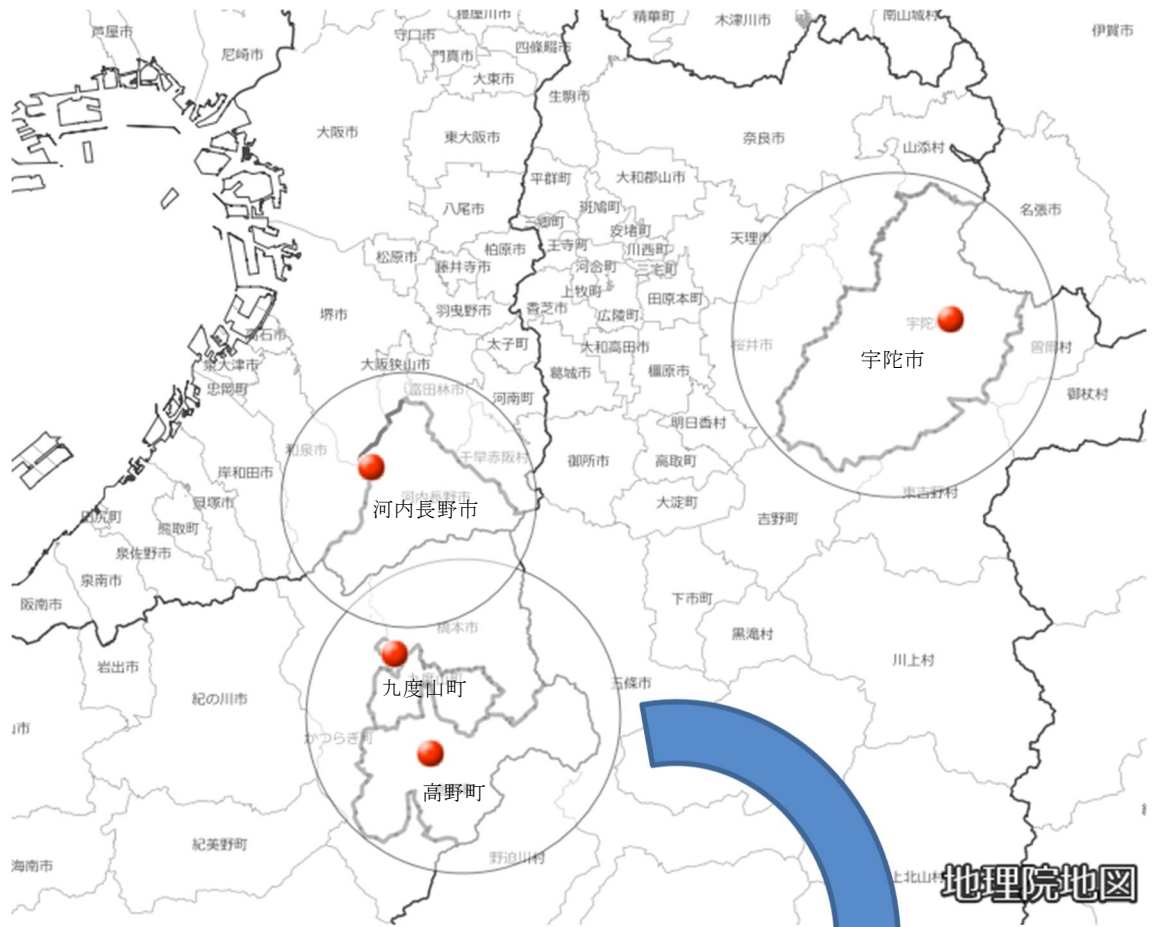 芦屋市
尼崎市
守口市
門真市
四條畷市
大東市
精華町
木津川市
南山城村
伊賀市
生駒市
大阪市
東大阪市
奈良市
山添村
平群町
大和郡山市
八尾市
斑鳩町
三郷町
安堵町
名張市
松原市
柏原市
王寺町
川西町
天理市
藤井寺市
河合町
三宅町
上牧町
田原本町
堺市
羽曳野市
香芝市
広陵町
高石市
太子町
大和高田市
桜井市
宇陀市
曽爾村
泉大津市
大阪狭山市
葛城市
橿原市
忠岡町
富田林市
河南町
御杖村
明日香村
和泉市
千早赤阪村
御所市
高取町
岸和田市
河内長野市
河内長野市
貝塚市
大淀町
東吉野村
田尻町
熊取町
吉野町
泉佐野市
泉南市
阪南市
下市町
橋本市
黒滝村
岩出市
川上村
九度山町
五條市
紀の川市
かつらぎ町
高野町
紀美野町
野迫川村
海南市
上北山村
地理院地図